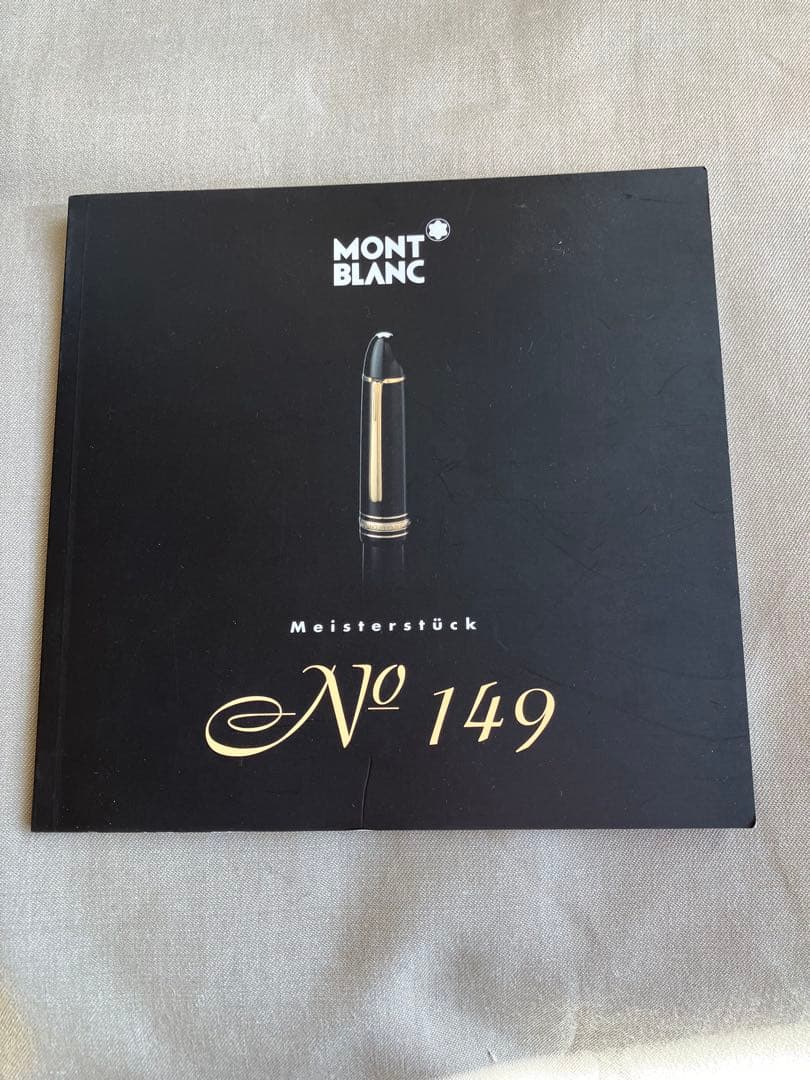 MONT
BLANC
Meisterstück
Nº 149